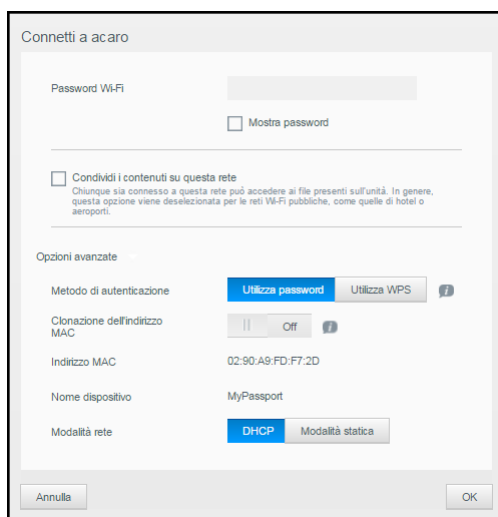 Connetti a acaro
Password Wi-Fi
Mostra password
Condividi i contenuti su questa rete
Chiunque sia connesso a questa rete può accedere ai file presenti sull'unità. In genere,
questa opzione viene deselezionata per le reti Wi-Fi pubbliche, come quelle di hotel o
aeroporti.
Opzioni avanzate
Metodo di autenticazione Utilizza password Utilizza WPS i
Clonazione dell'indirizzo
MAC Off i
Indirizzo MAC 02:90:A9:FD:F7:2D
Nome dispositivo MyPassport
Modalità rete DHCP Modalità statica
Annulla OK